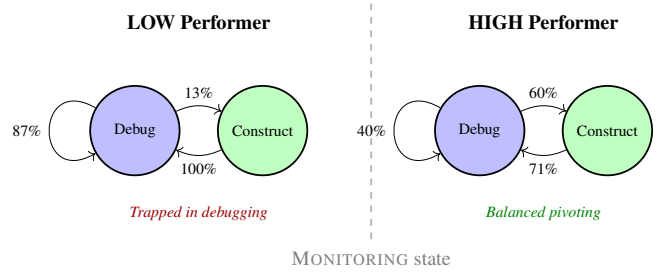 LOW Performer
HIGH Performer
13%
87%
Debug
Construct
100%
Trapped in debugging
60%
40%
Debug
Construct
71%
Balanced pivoting
MONITORING state